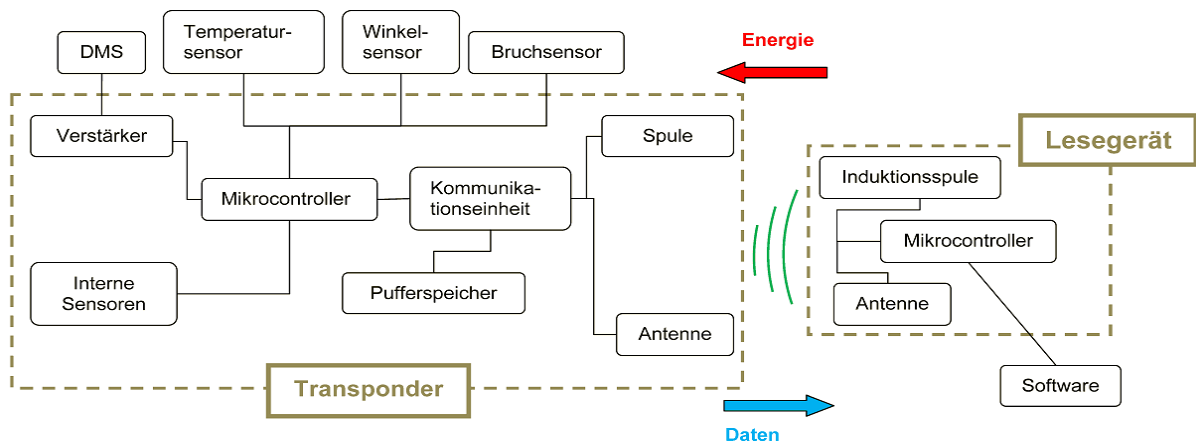 DMS
Temperatur-
sensor
Winkel-
sensor
Bruchsensor
Energie
Verstärker
Spule
Lesegerät
Mikrocontroller
Kommunika-
tionseinheit
Induktionsspule
Mikrocontroller
Interne
Sensoren
Pufferspeicher
Antenne
Antenne
Transponder
Software
Daten